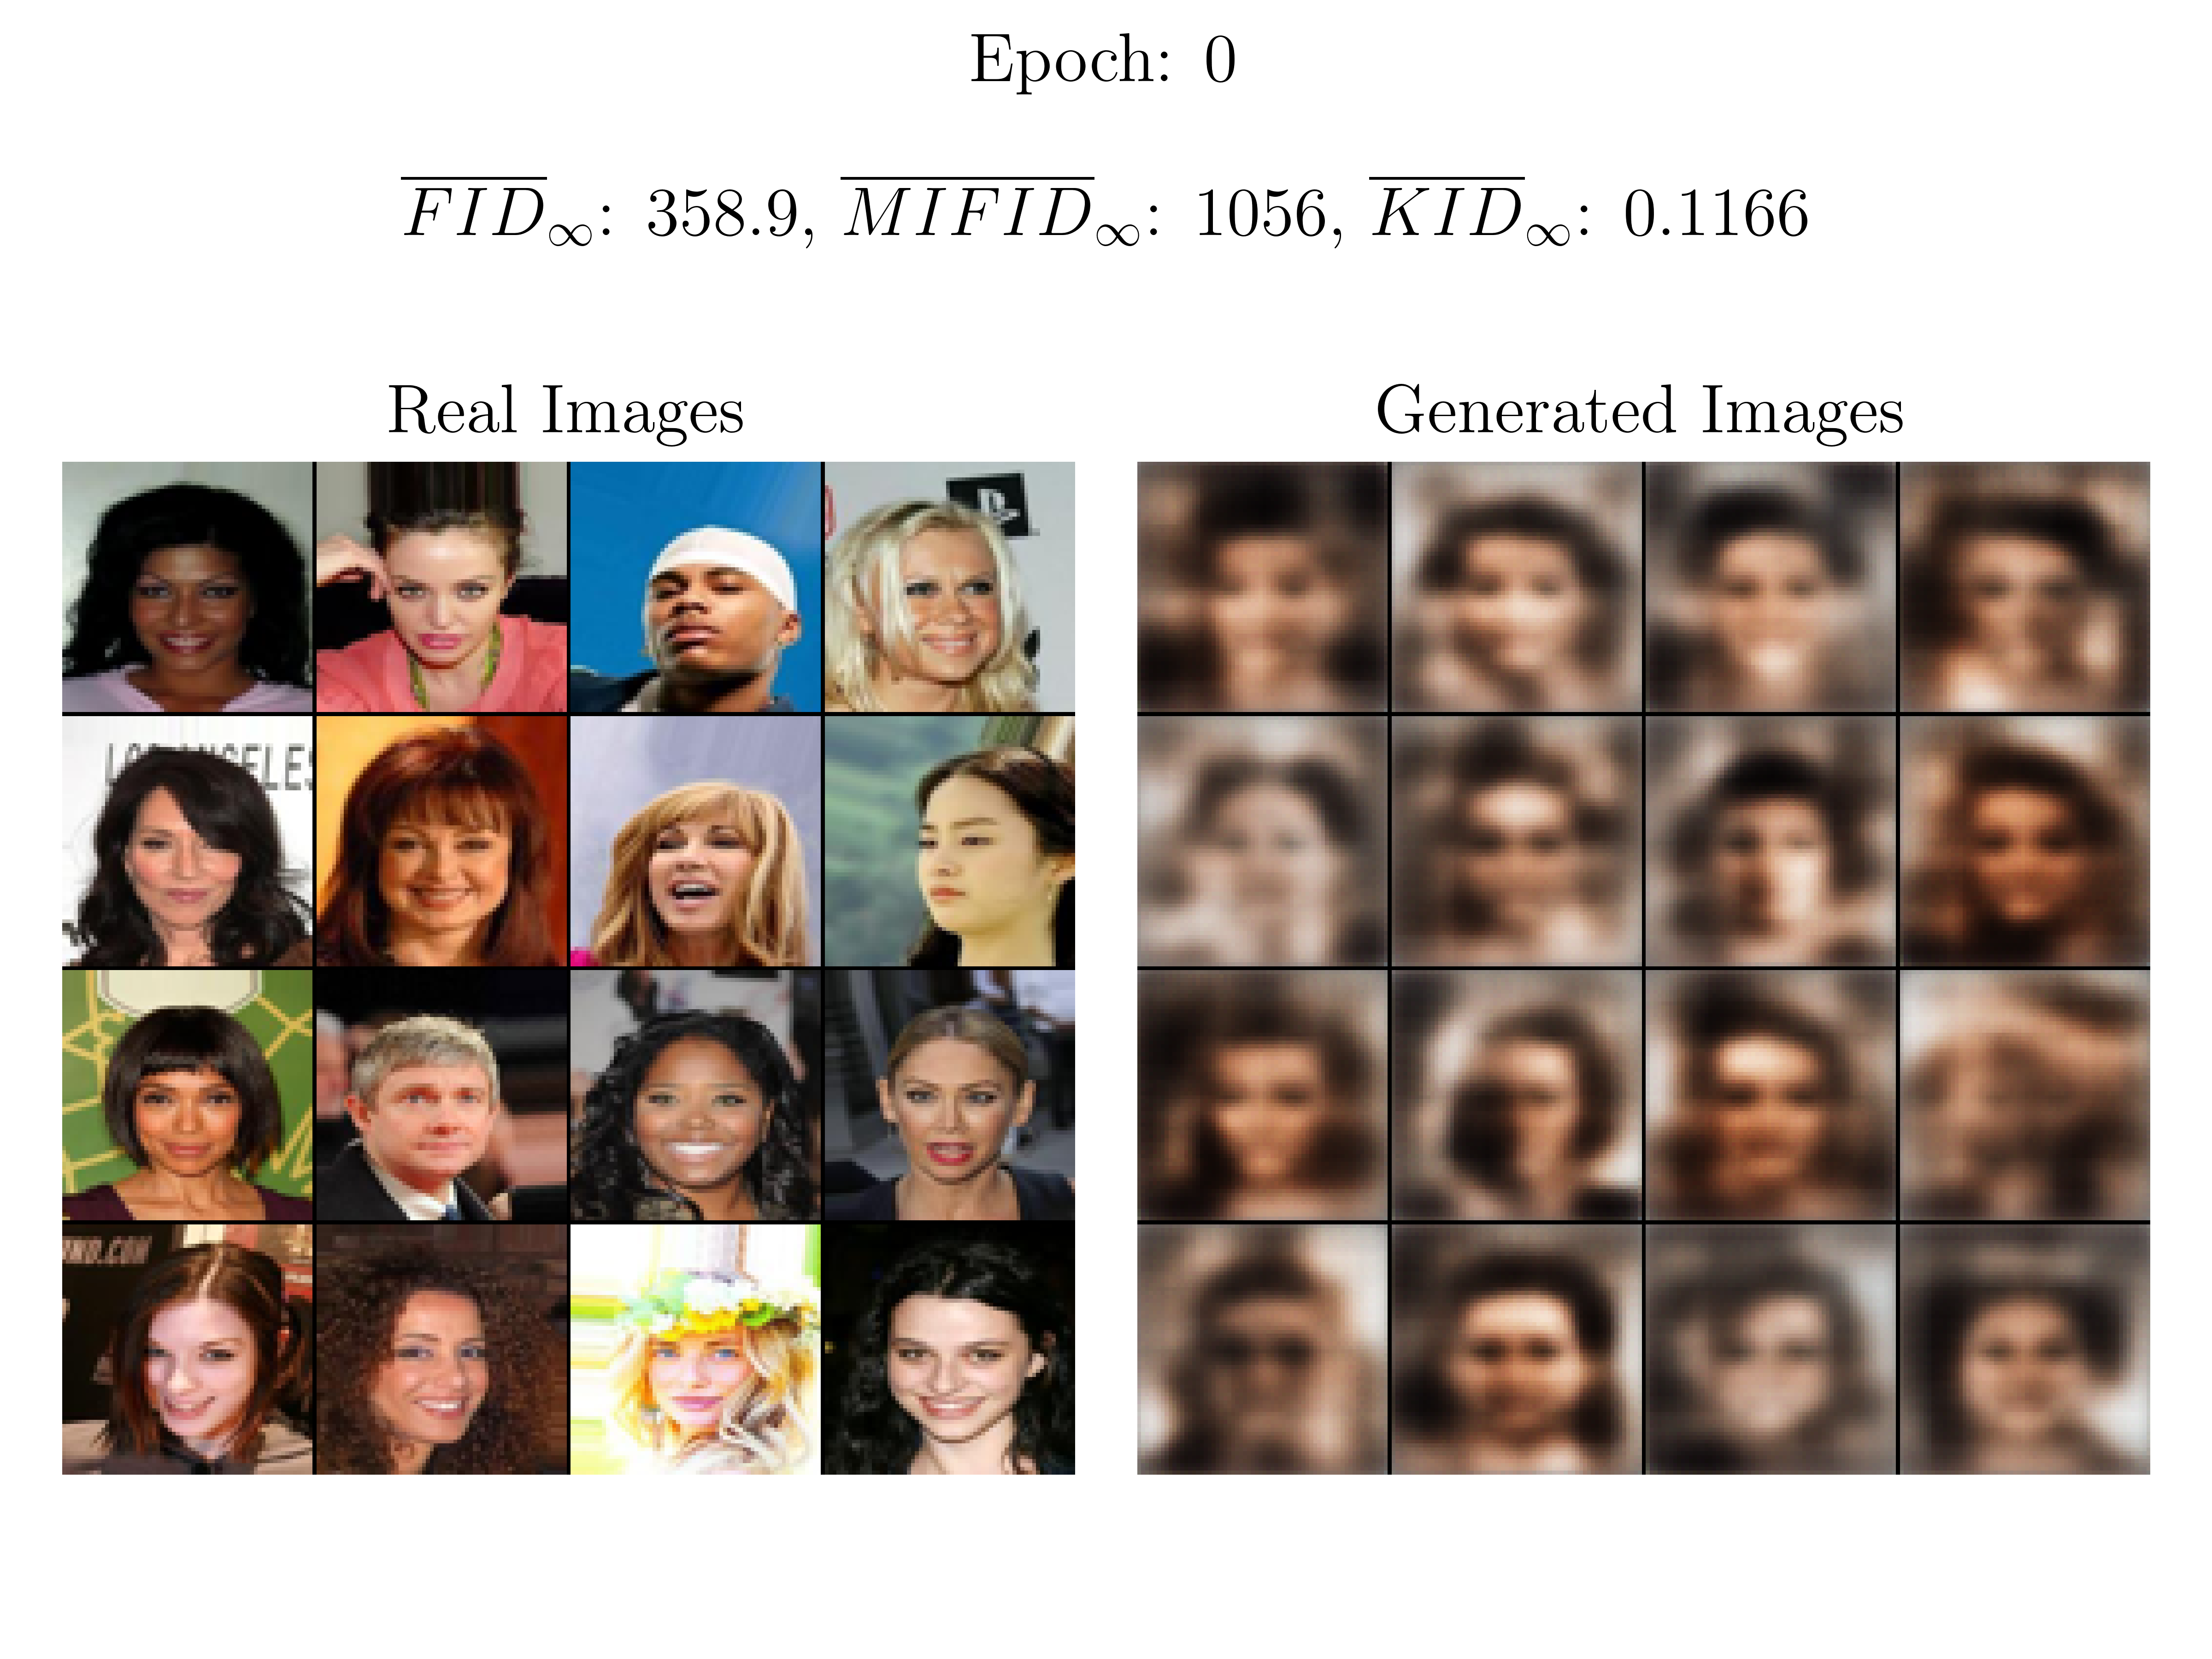 Epoch: 0
FID∞: 358.9, MIFID∞: 1056, KID∞: 0.1166
Real Images
Generated Images